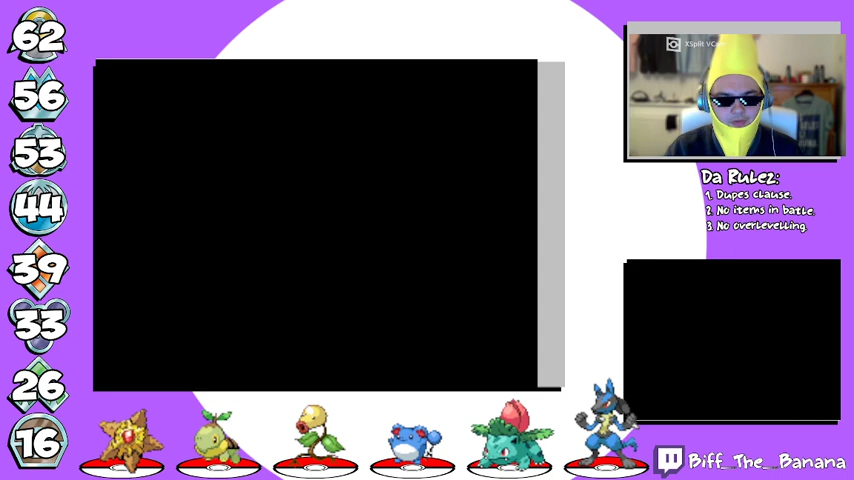 62
56
53
44
39
33
26
16
XSplit VCam
Da Rulez:
1. Dupes clause.
2. No items in batle.
3. No overlevelling.
Biff_The_Banana